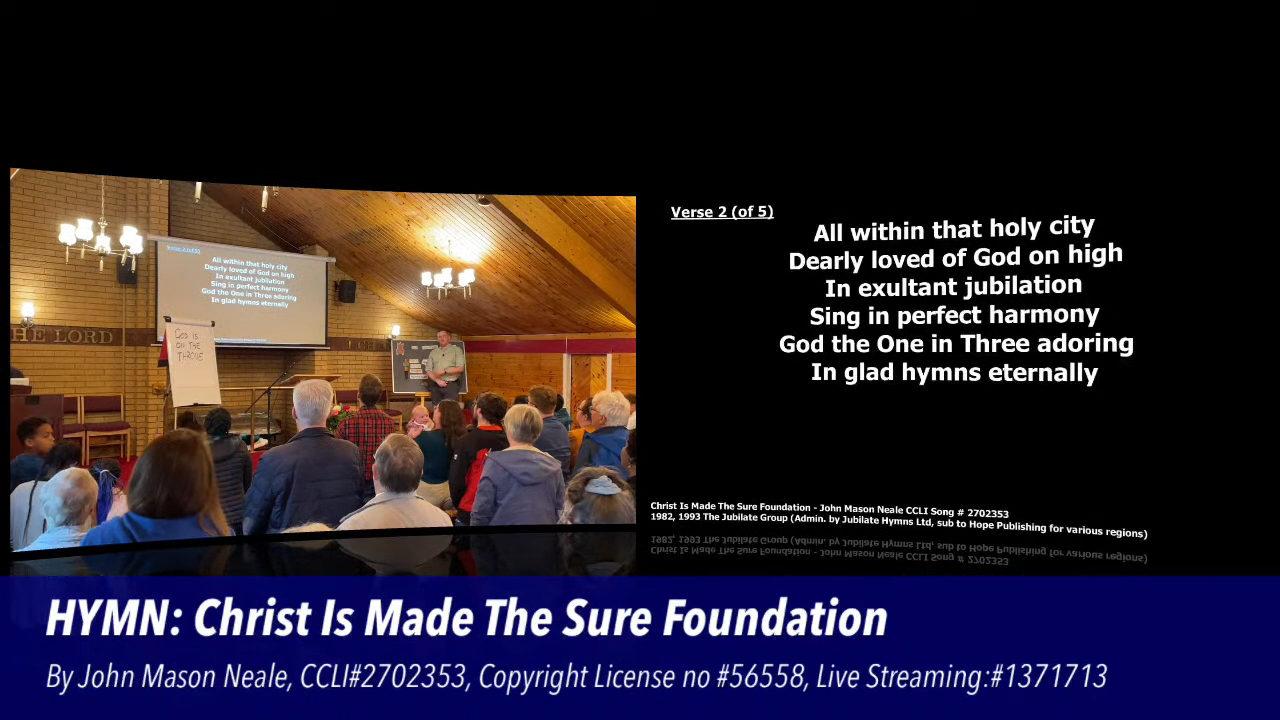 Verse 2 (of 5)
All within that holy city
Dearly loved of God on high
In exultant jubilation
Sing in perfect harmony
God the One in Three adoring
In glad hymns eternally
HE LORD
GOD IS
ON THE
THRONE
Verse 2 (of 5)
All within that holy city
Dearly loved of God on high
In exultant jubilation
Sing in perfect harmony
God the One in Three adoring
In glad hymns eternally
Christ Is Made The Sure Foundation - John Mason Neale CCLI Song # 2702353
1982, 1993 The Jubilate Group (Admin. by Jubilate Hymns Ltd, sub to Hope Publishing for various regions)
HYMN: Christ Is Made The Sure Foundation
By John Mason Neale, CCLI#2702353, Copyright License no #56558, Live Streaming:#1371713